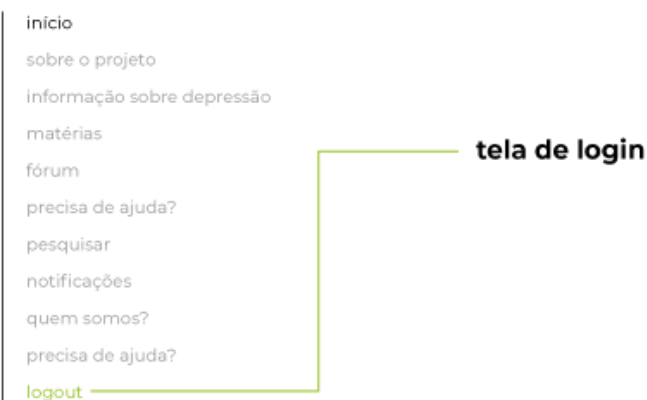 início
sobre o projeto
informação sobre depressão
matérias
fórum
precisa de ajuda?
pesquisar
notificações
quem somos?
precisa de ajuda?
logout
tela de login